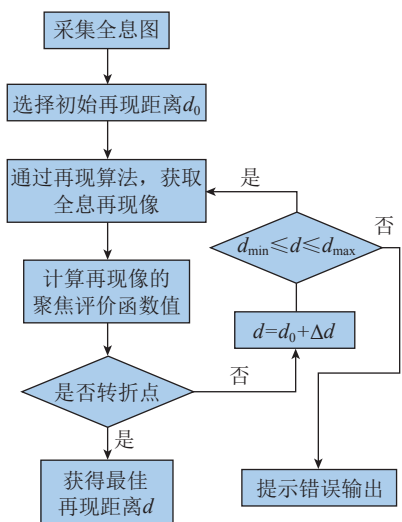 采集全息图
选择初始再现距离d₀
通过再现算法，获取
全息再现像
计算再现像的
聚焦评价函数值
是否转折点
是
获得最佳
再现距离d
否
d=d₀+Δd
dmin≤d≤dmax
是
否
提示错误输出